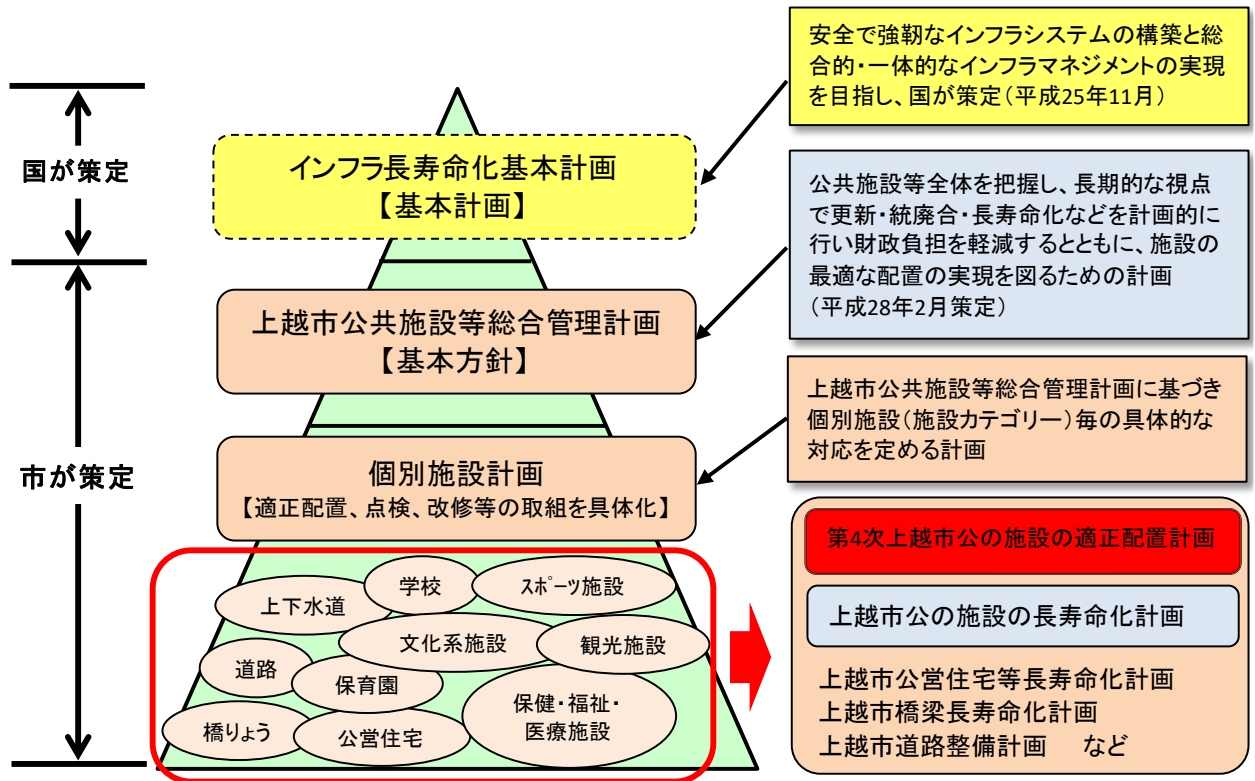 国が策定
市が策定
インフラ長寿命化基本計画
【基本計画】
上越市公共施設等総合管理計画
【基本方針】
個別施設計画
【適正配置、点検、改修等の取組を具体化】
学校
スポーツ施設
上下水道
文化系施設
観光施設
道路
保育園
保健・福祉・
医療施設
橋りょう
公営住宅
安全で強靭なインフラシステムの構築と総
合的・一体的なインフラマネジメントの実現
を目指し、国が策定(平成25年11月)
公共施設等全体を把握し、長期的な視点
で更新・統廃合・長寿命化などを計画的に
行い財政負担を軽減するとともに、施設の
最適な配置の実現を図るための計画
(平成28年2月策定)
上越市公共施設等総合管理計画に基づき
個別施設(施設カテゴリー)毎の具体的な
対応を定める計画
第4次上越市公の施設の適正配置計画
上越市公の施設の長寿命化計画
上越市公営住宅等長寿命化計画
上越市橋梁長寿命化計画
上越市道路整備計画 など